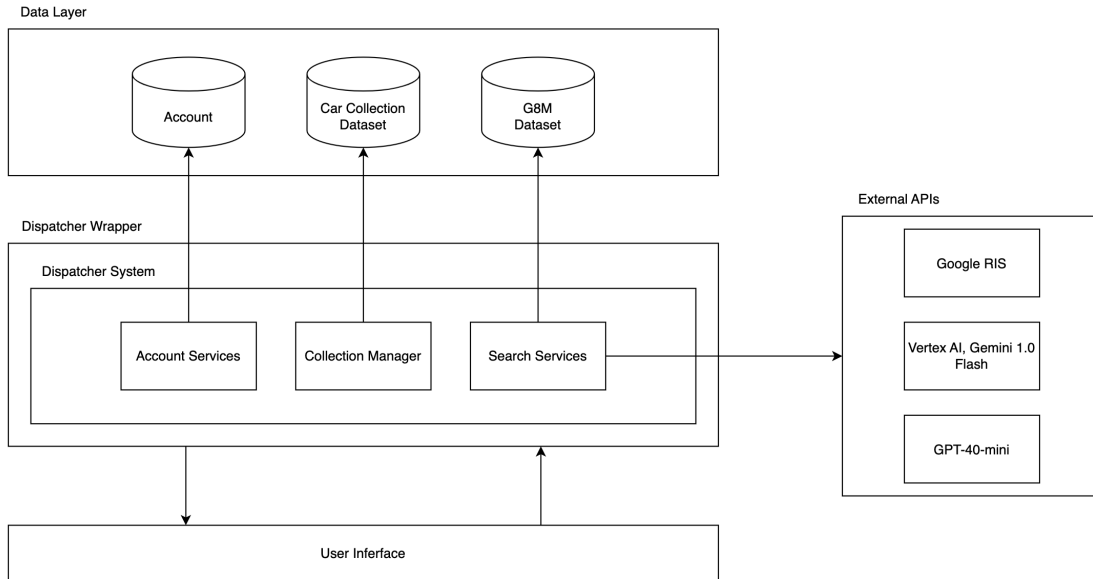 Data Layer
Account
Car Collection
Dataset
G8M
Dataset
Dispatcher Wrapper
External APIs
Google RIS
Dispatcher System
Account Services
Collection Manager
Search Services
Vertex AI, Gemini 1.0
Flash
GPT-40-mini
User Inferface